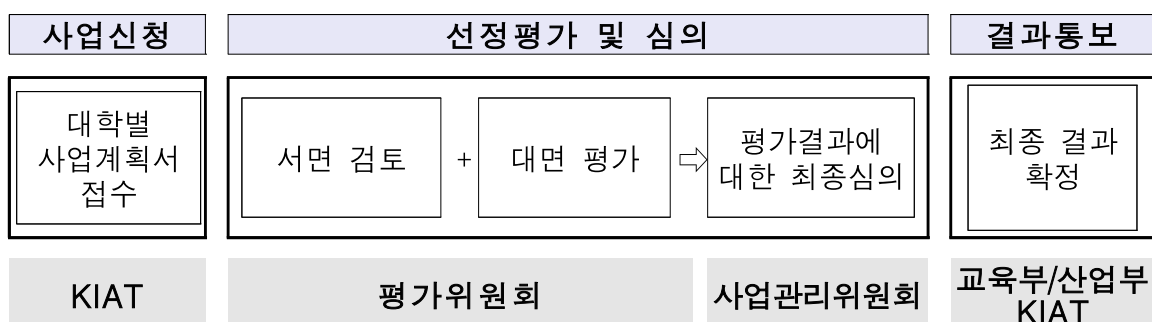 사업신청
선정평가 및 심의
결과통보
대학별
사업계획서
접수
서면 검토
+
대면 평가
⇨
평가결과에
대한 최종심의
최종 결과
확정
KIAT
평가위원회
사업관리위원회
교육부/산업부
KIAT